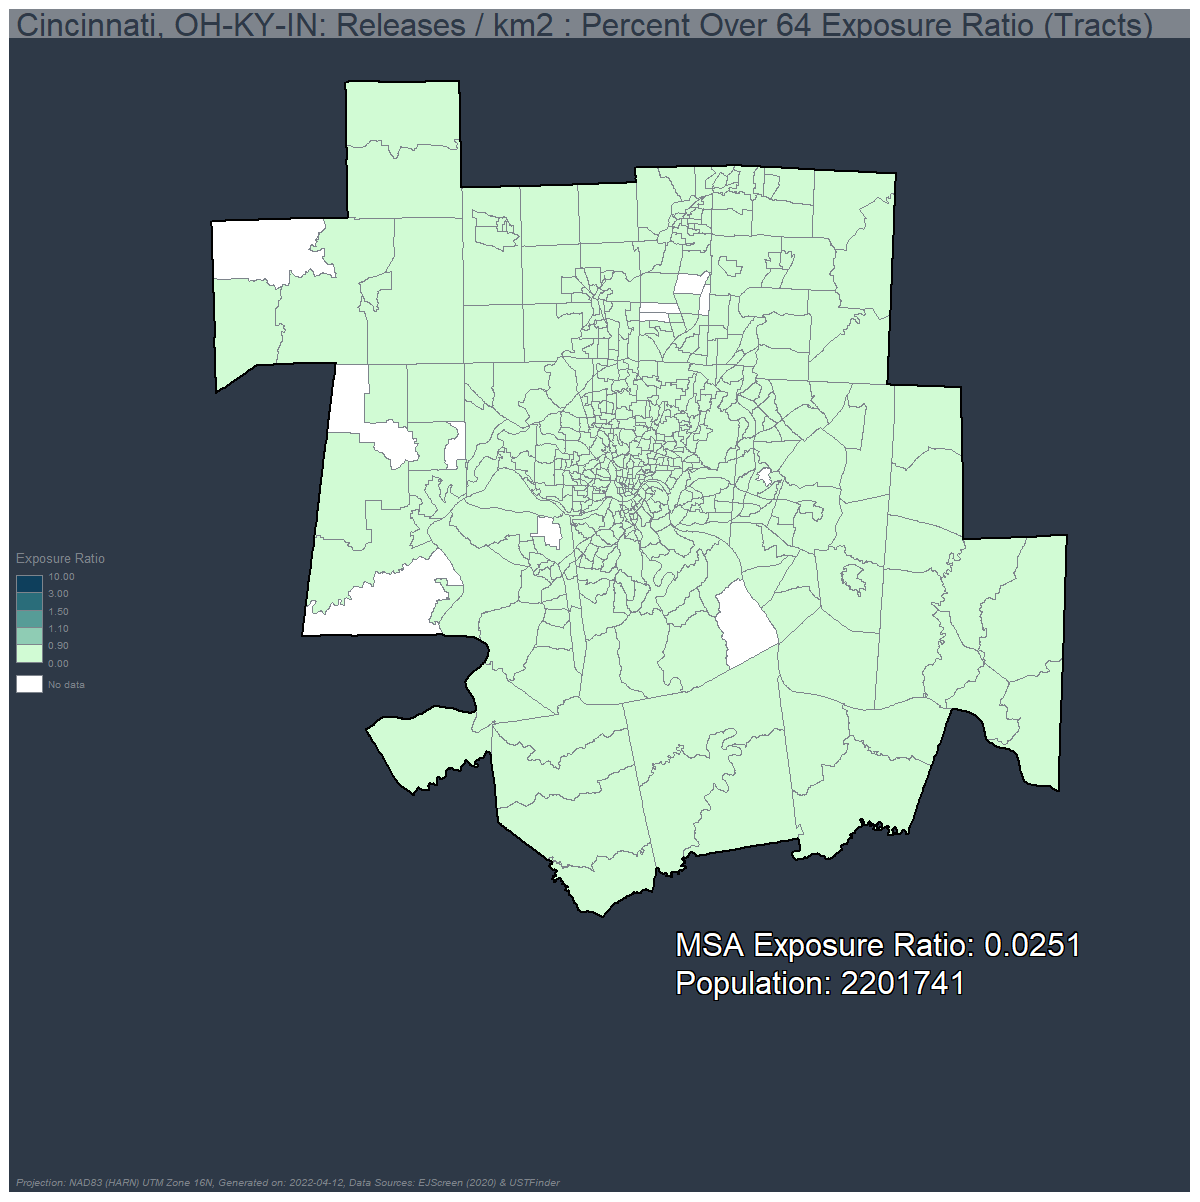 Cincinnati, OH-KY-IN: Releases / km2 : Percent Over 64 Exposure Ratio (Tracts)
Exposure Ratio
10.00
3.00
1.50
1.10
0.90
0.00
No data
MSA Exposure Ratio: 0.0251
Population: 2201741
Projection: NAD83 (HARN) UTM Zone 16N, Generated on: 2022-04-12, Data Sources: EJScreen (2020) & USTFinder